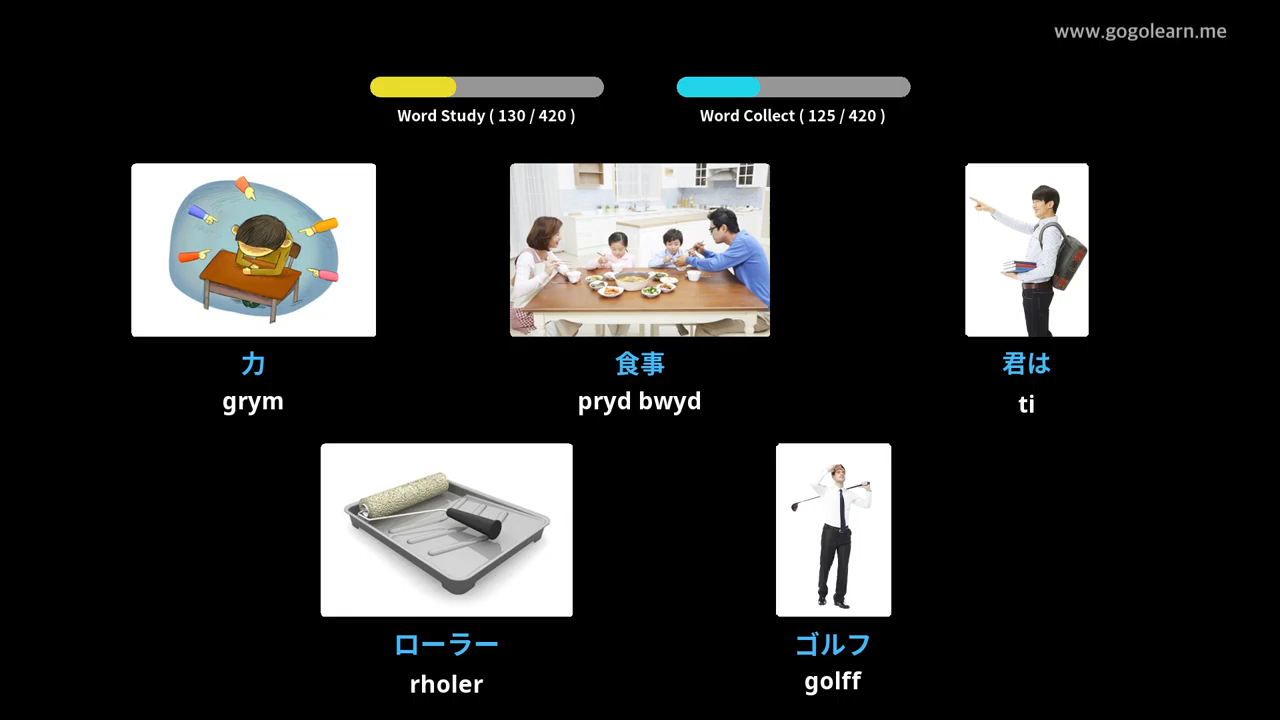 www.gogolearn.me
Word Study ( 130 / 420 )
Word Collect ( 125 / 420 )
力
grym
食事
pryd bwyd
君は
ti
ローラー
rholer
ゴルフ
golff